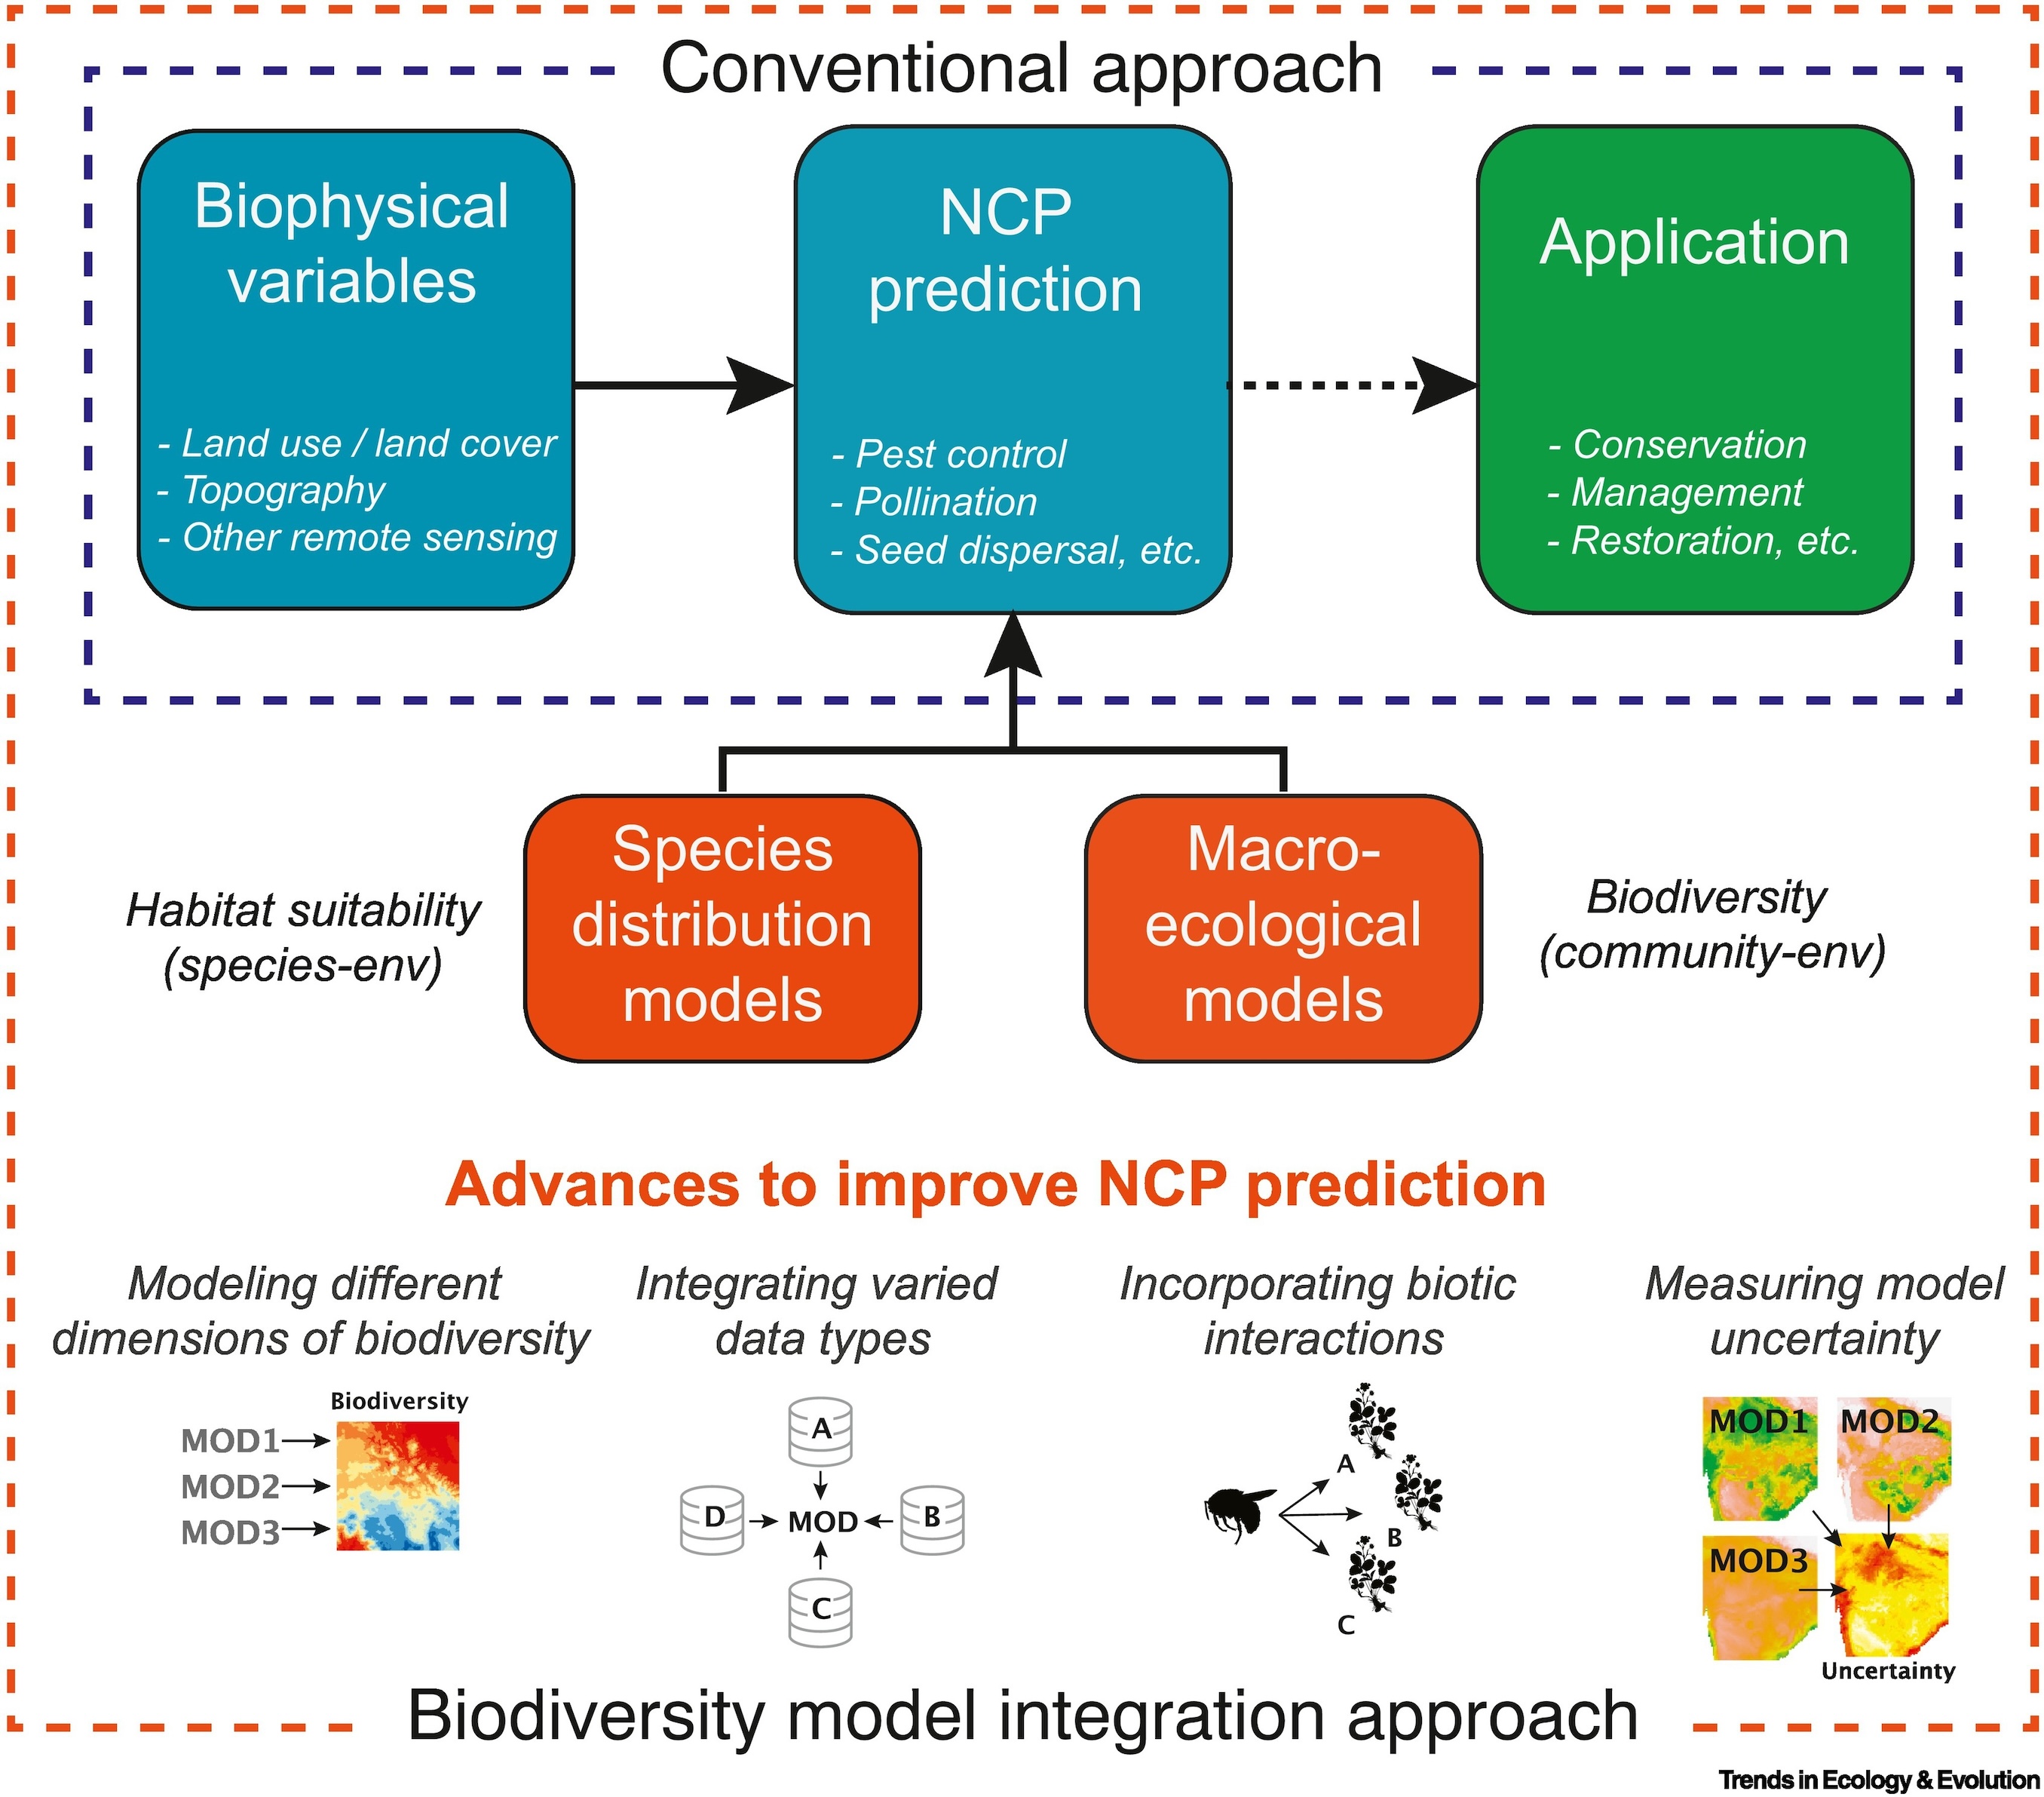 Conventional approach
Biophysical
variables
- Land use / land cover
- Topography
- Other remote sensing
NCP
prediction
- Pest control
- Pollination
- Seed dispersal, etc.
Application
- Conservation
- Management
- Restoration, etc.
Habitat suitability
(species-env)
Species
distribution
models
Macro-
ecological
models
Biodiversity
(community-env)
Advances to improve NCP prediction
Modeling different
dimensions of biodiversity
Biodiversity
MOD1
MOD2
MOD3
Integrating varied
data types
A
D
MOD
B
C
Incorporating biotic
interactions
A
B
C
Measuring model
uncertainty
MOD1
MOD2
MOD3
Uncertainty
Biodiversity model integration approach
Trends in Ecology & Evolution